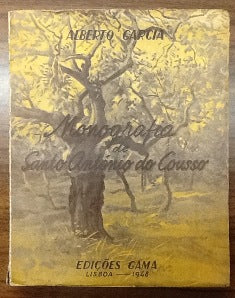 ALBERTO GARCIA
Monografia
de
Santo António do Cousso
EDIÇÕES GAMA
LISBOA — 1948